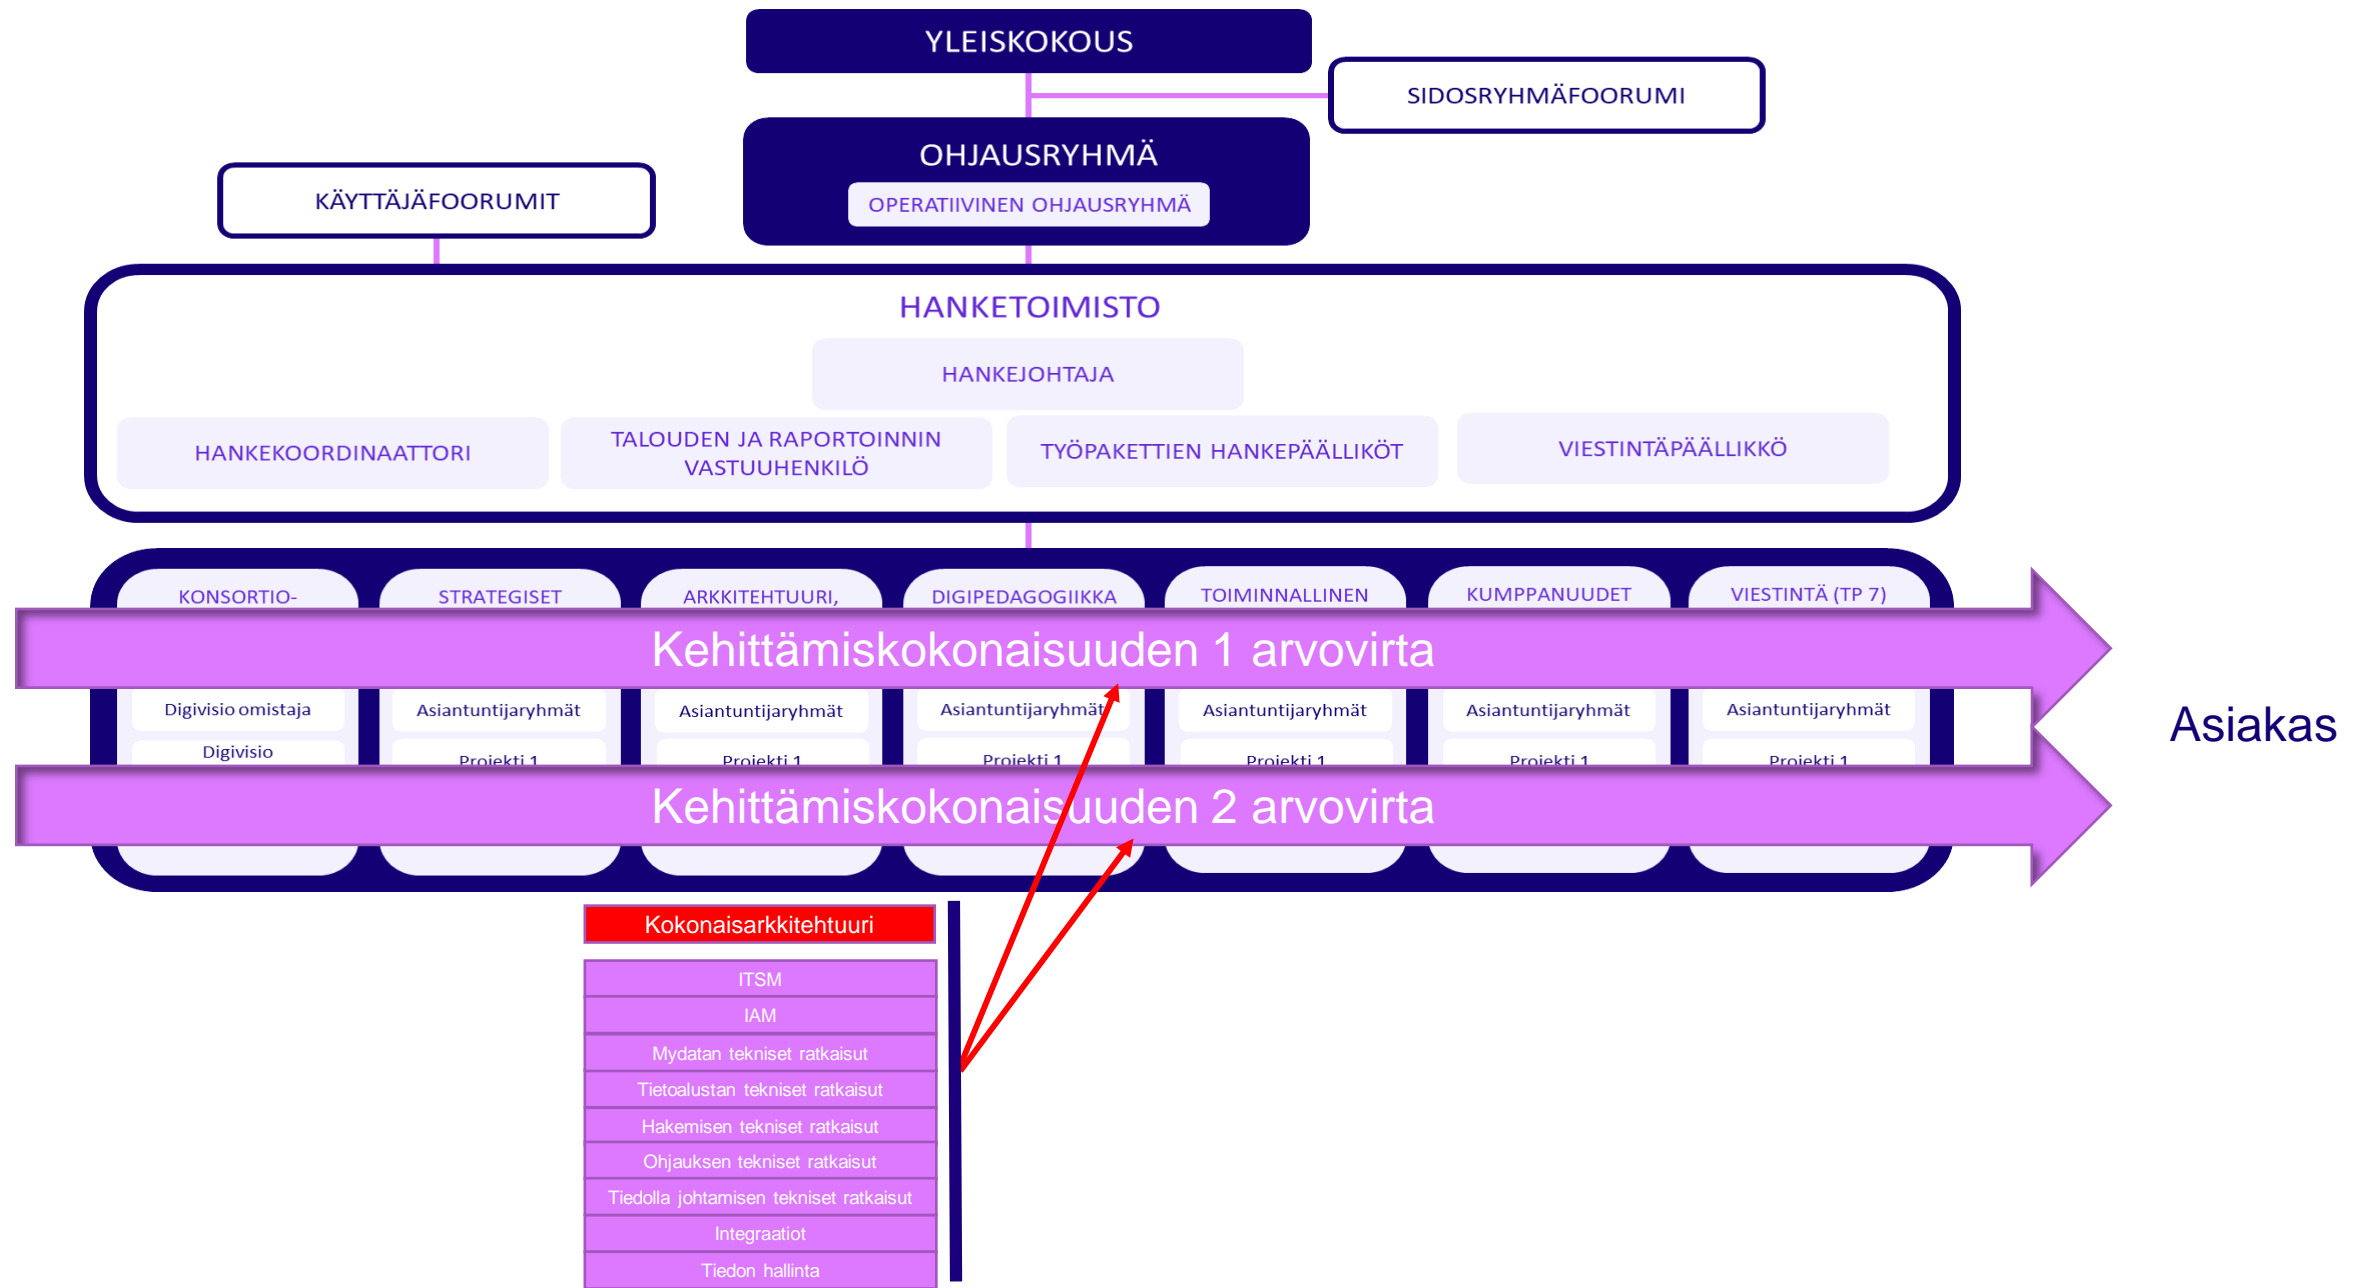 YLEISKOKOUS
SIDOSRYHMÄFOORUMI
OHJAUSRYHMÄ
OPERATIIVINEN OHJAUSRYHMÄ
KÄYTTÄJÄFOORUMIT
HANKETOIMISTO
HANKEJOHTAJA
HANKEKOORDINAATTORI
TALOUDEN JA RAPORTOINNIN
VASTUUHENKILÖ
TYÖPAKETTIEN HANKEPÄÄLLIKÖT
VIESTINTÄPÄÄLLIKKÖ
KONSORTIO-
STRATEGISET
ARKKITEHTUURI,
DIGIPEDAGOGIIKKA
TOIMINNALLINEN
KUMPPANUUDET
VIESTINTÄ (TP 7)
Kehittämiskokonaisuuden 1 arvovirta
Digivisio omistaja
Asiantuntijaryhmät
Asiantuntijaryhmät
Asiantuntijaryhmät
Asiantuntijaryhmät
Asiantuntijaryhmät
Asiantuntijaryhmät
Asiakas
Digivisio
Projekti 1
Projekti 1
Projekti 1
Projekti 1
Projekti 1
Projekti 1
Kehittämiskokonaisuuden 2 arvovirta
Kokonaisarkkitehtuuri
ITSM
IAM
Mydatan tekniset ratkaisut
Tietoalustan tekniset ratkaisut
Hakemisen tekniset ratkaisut
Ohjauksen tekniset ratkaisut
Tiedolla johtamisen tekniset ratkaisut
Integraatiot
Tiedon hallinta